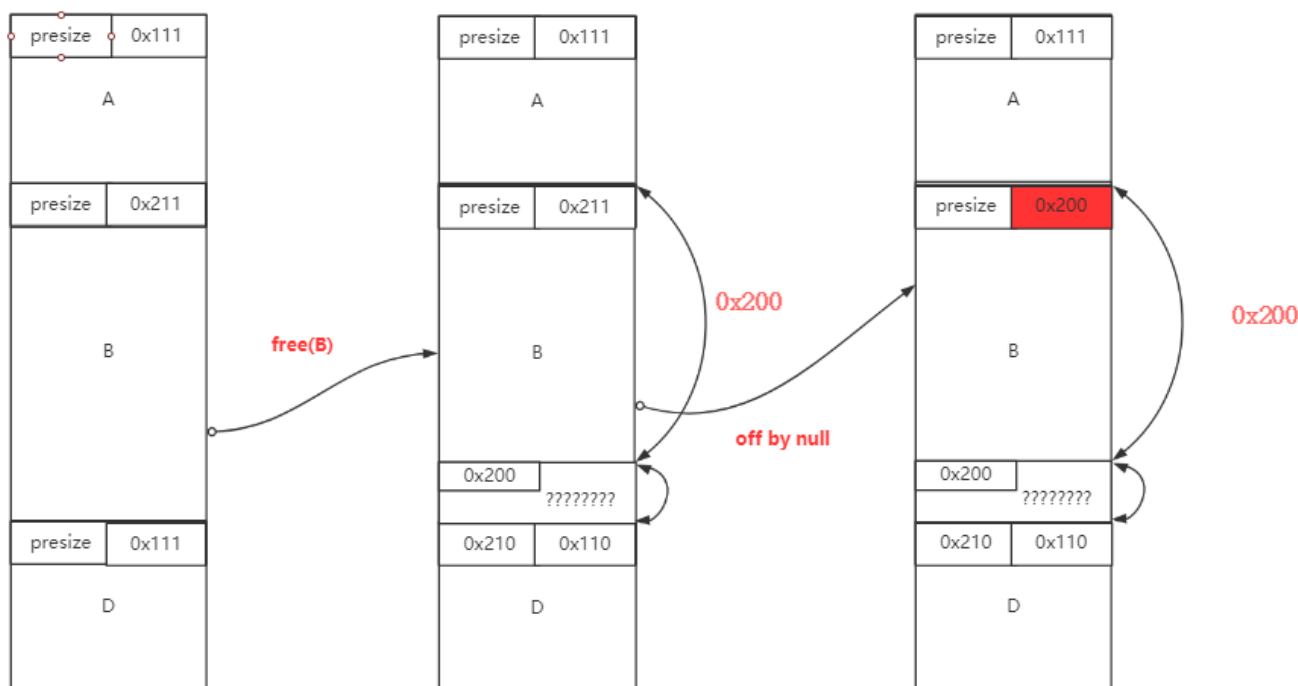 presize 0x111
A
presize 0x211
B
presize 0x111
D
free(B)
presize 0x111
A
presize 0x211
B
0x200
0x200
????????
0x210 0x110
D
off by null
presize 0x111
A
presize 0x200
B
0x200
0x200
????????
0x210 0x110
D